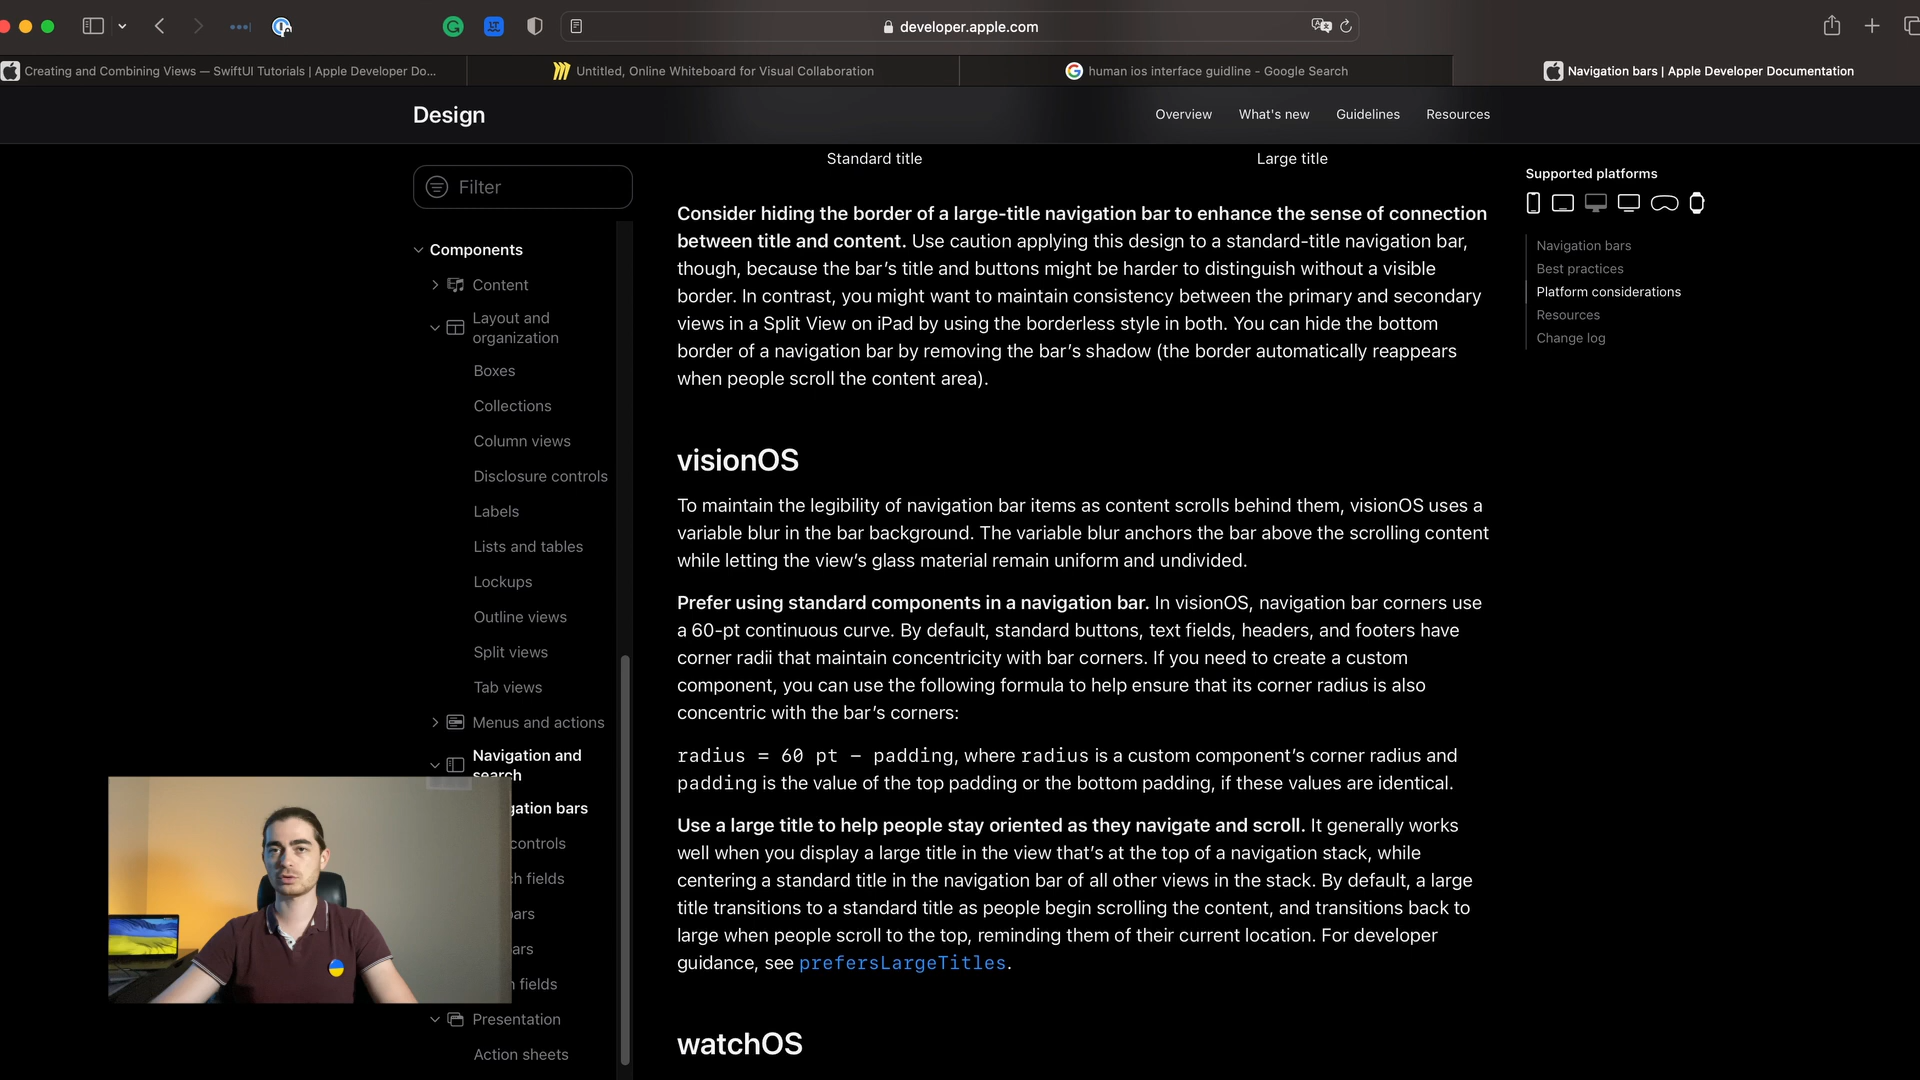 developer.apple.com
Creating and Combining Views — SwiftUI Tutorials | Apple Developer Do...
Untitled, Online Whiteboard for Visual Collaboration
human ios interface guidline - Google Search
Navigation bars | Apple Developer Documentation
Design
Overview
What's new
Guidelines
Resources
Filter
Components
Content
Layout and
organization
Boxes
Collections
Column views
Disclosure controls
Labels
Lists and tables
Lockups
Outline views
Split views
Tab views
Menus and actions
Navigation and
search
gation bars
controls
h fields
bars
ars
fields
Presentation
Action sheets
Standard title
Large title
Consider hiding the border of a large-title navigation bar to enhance the sense of connection
between title and content. Use caution applying this design to a standard-title navigation bar,
though, because the bar’s title and buttons might be harder to distinguish without a visible
border. In contrast, you might want to maintain consistency between the primary and secondary
views in a Split View on iPad by using the borderless style in both. You can hide the bottom
border of a navigation bar by removing the bar’s shadow (the border automatically reappears
when people scroll the content area).
visionOS
To maintain the legibility of navigation bar items as content scrolls behind them, visionOS uses a
variable blur in the bar background. The variable blur anchors the bar above the scrolling content
while letting the view’s glass material remain uniform and undivided.
Prefer using standard components in a navigation bar. In visionOS, navigation bar corners use
a 60-pt continuous curve. By default, standard buttons, text fields, headers, and footers have
corner radii that maintain concentricity with bar corners. If you need to create a custom
component, you can use the following formula to help ensure that its corner radius is also
concentric with the bar’s corners:
radius = 60 pt − padding, where radius is a custom component’s corner radius and
padding is the value of the top padding or the bottom padding, if these values are identical.
Use a large title to help people stay oriented as they navigate and scroll. It generally works
well when you display a large title in the view that’s at the top of a navigation stack, while
centering a standard title in the navigation bar of all other views in the stack. By default, a large
title transitions to a standard title as people begin scrolling the content, and transitions back to
large when people scroll to the top, reminding them of their current location. For developer
guidance, see prefersLargeTitles.
watchOS
Supported platforms
Navigation bars
Best practices
Platform considerations
Resources
Change log